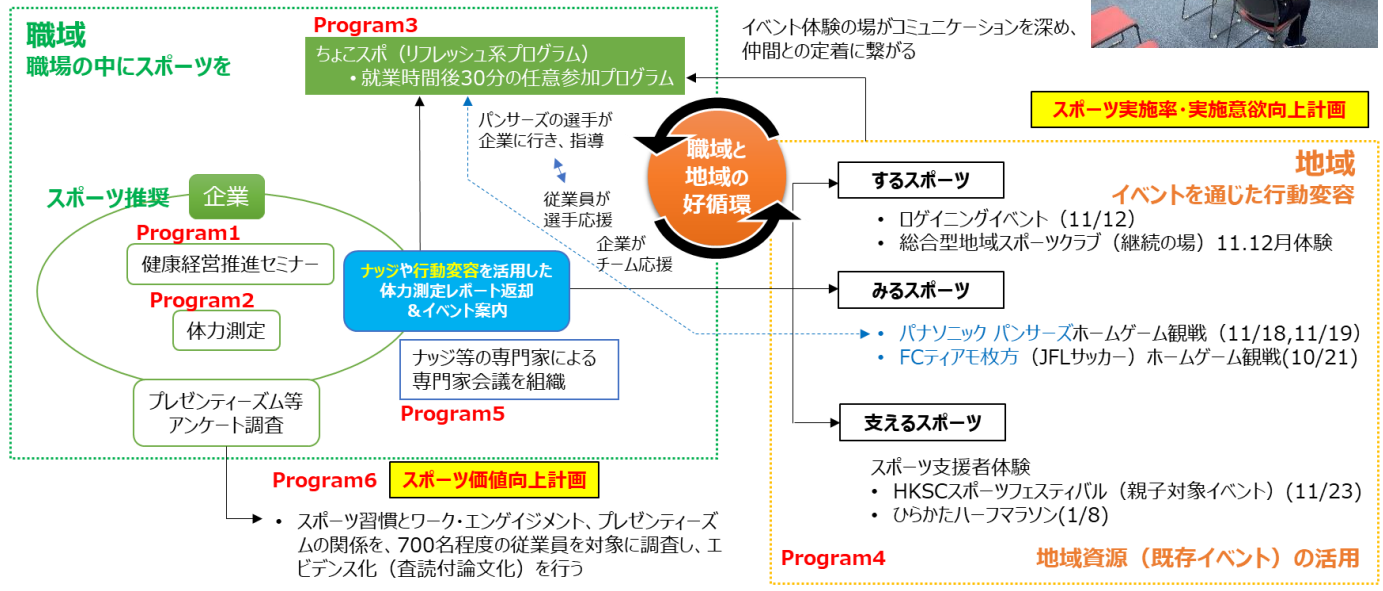 職域
職場の中にスポーツを
Program3
ちょこスポ（リフレッシュ系プログラム）
・就業時間後30分の任意参加プログラム
イベント体験の場がコミュニケーションを深め、
仲間との定着に繋がる
スポーツ実施率・実施意欲向上計画
パンサーズの選手が
企業に行き、指導
従業員が
選手応援
企業が
チーム応援
職域と
地域の
好循環
スポーツ推奨
企業
Program1
健康経営推進セミナー
Program2
体力測定
ナッジや行動変容を活用した
体力測定レポート返却
＆イベント案内
ナッジ等の専門家による
専門家会議を組織
Program5
プレゼンティーズム等
アンケート調査
Program6
スポーツ価値向上計画
• スポーツ習慣とワーク・エンゲイジメント、プレゼンティーズ
ムの関係を、700名程度の従業員を対象に調査し、エ
ビデンス化（査読付論文化）を行う
地域
イベントを通じた行動変容
するスポーツ
• ロゲイニングイベント（11/12）
• 総合型地域スポーツクラブ（継続の場）11.12月体験
みるスポーツ
• パナソニック パンサーズホームゲーム観戦（11/18,11/19）
• FCティアモ枚方（JFLサッカー）ホームゲーム観戦(10/21)
支えるスポーツ
スポーツ支援者体験
• HKSCスポーツフェスティバル（親子対象イベント）(11/23)
• ひらかたハーフマラソン(1/8)
Program4
地域資源（既存イベント）の活用